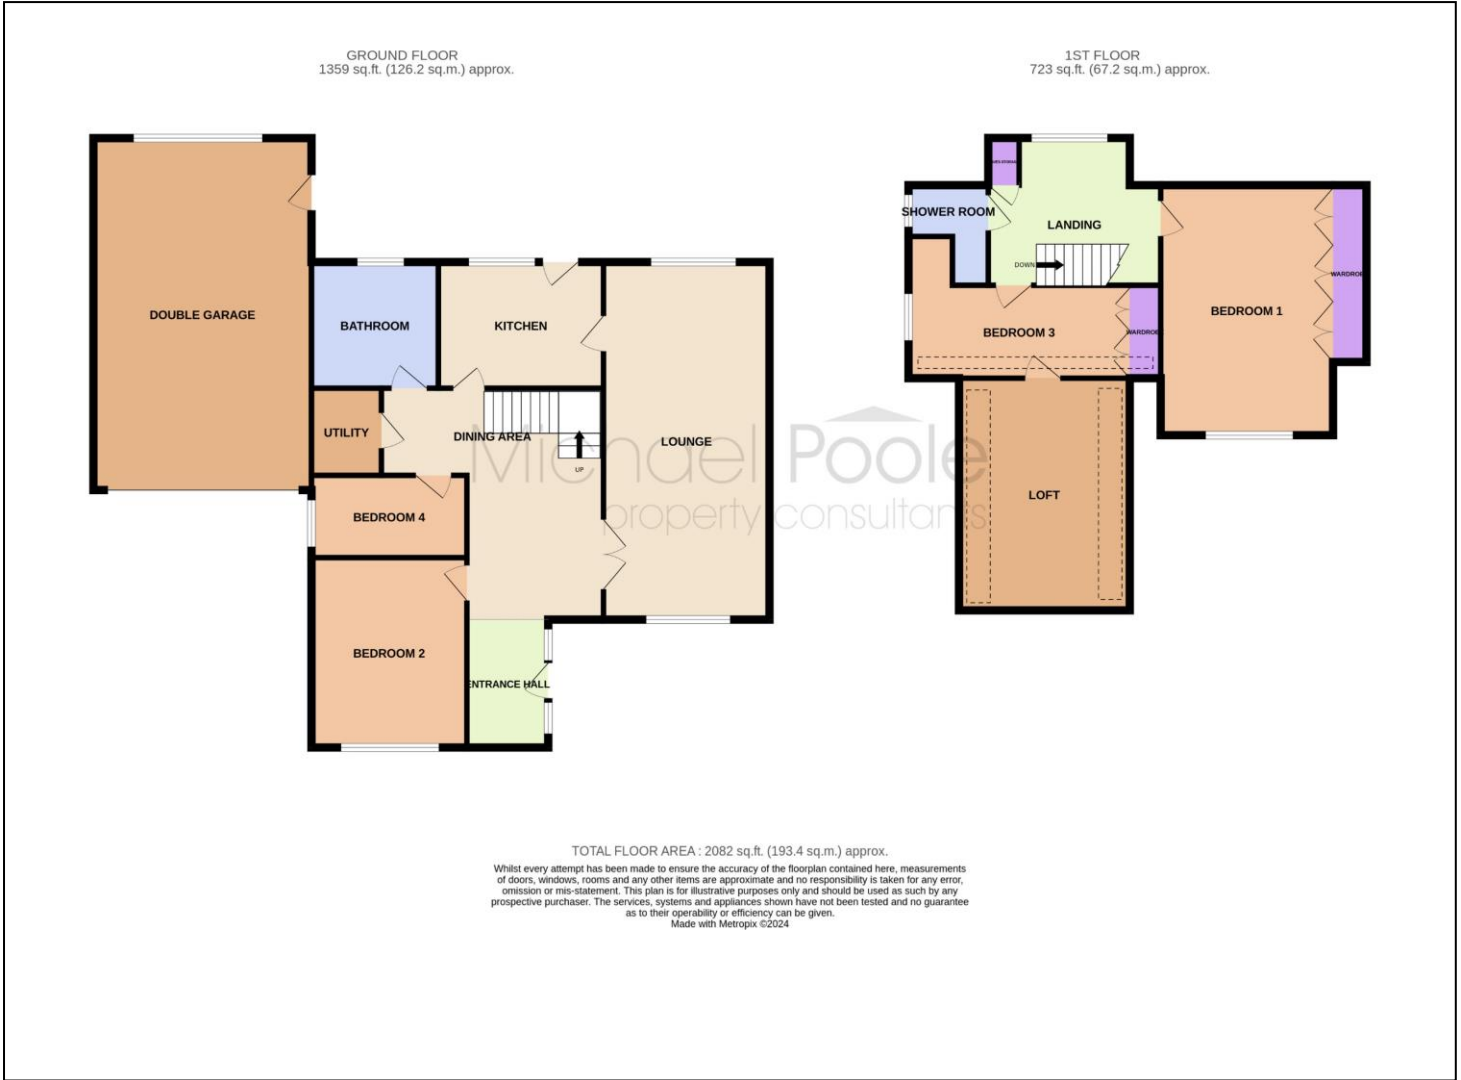 GROUND FLOOR
1359 sq.ft. (126.2 sq.m.) approx.
1ST FLOOR
723 sq.ft. (67.2 sq.m.) approx.
DOUBLE GARAGE
BATHROOM
KITCHEN
UTILITY
DINING AREA
UP
LOUNGE
BEDROOM 4
BEDROOM 2
ENTRANCE HALL
SHOWER ROOM
LANDING
DOWN
BEDROOM 1
WARDROBE
BEDROOM 3
WARDROBE
LOFT
Michael Poole
property consultants
TOTAL FLOOR AREA : 2082 sq.ft. (193.4 sq.m.) approx.
Whilst every attempt has been made to ensure the accuracy of the floorplan contained here, measurements
of doors, windows, rooms and any other items are approximate and no responsibility is taken for any error,
omission or mis-statement. This plan is for illustrative purposes only and should be used as such by any
prospective purchaser. The services, systems and appliances shown have not been tested and no guarantee
as to their operability or efficiency can be given.
Made with Metropix ©2024